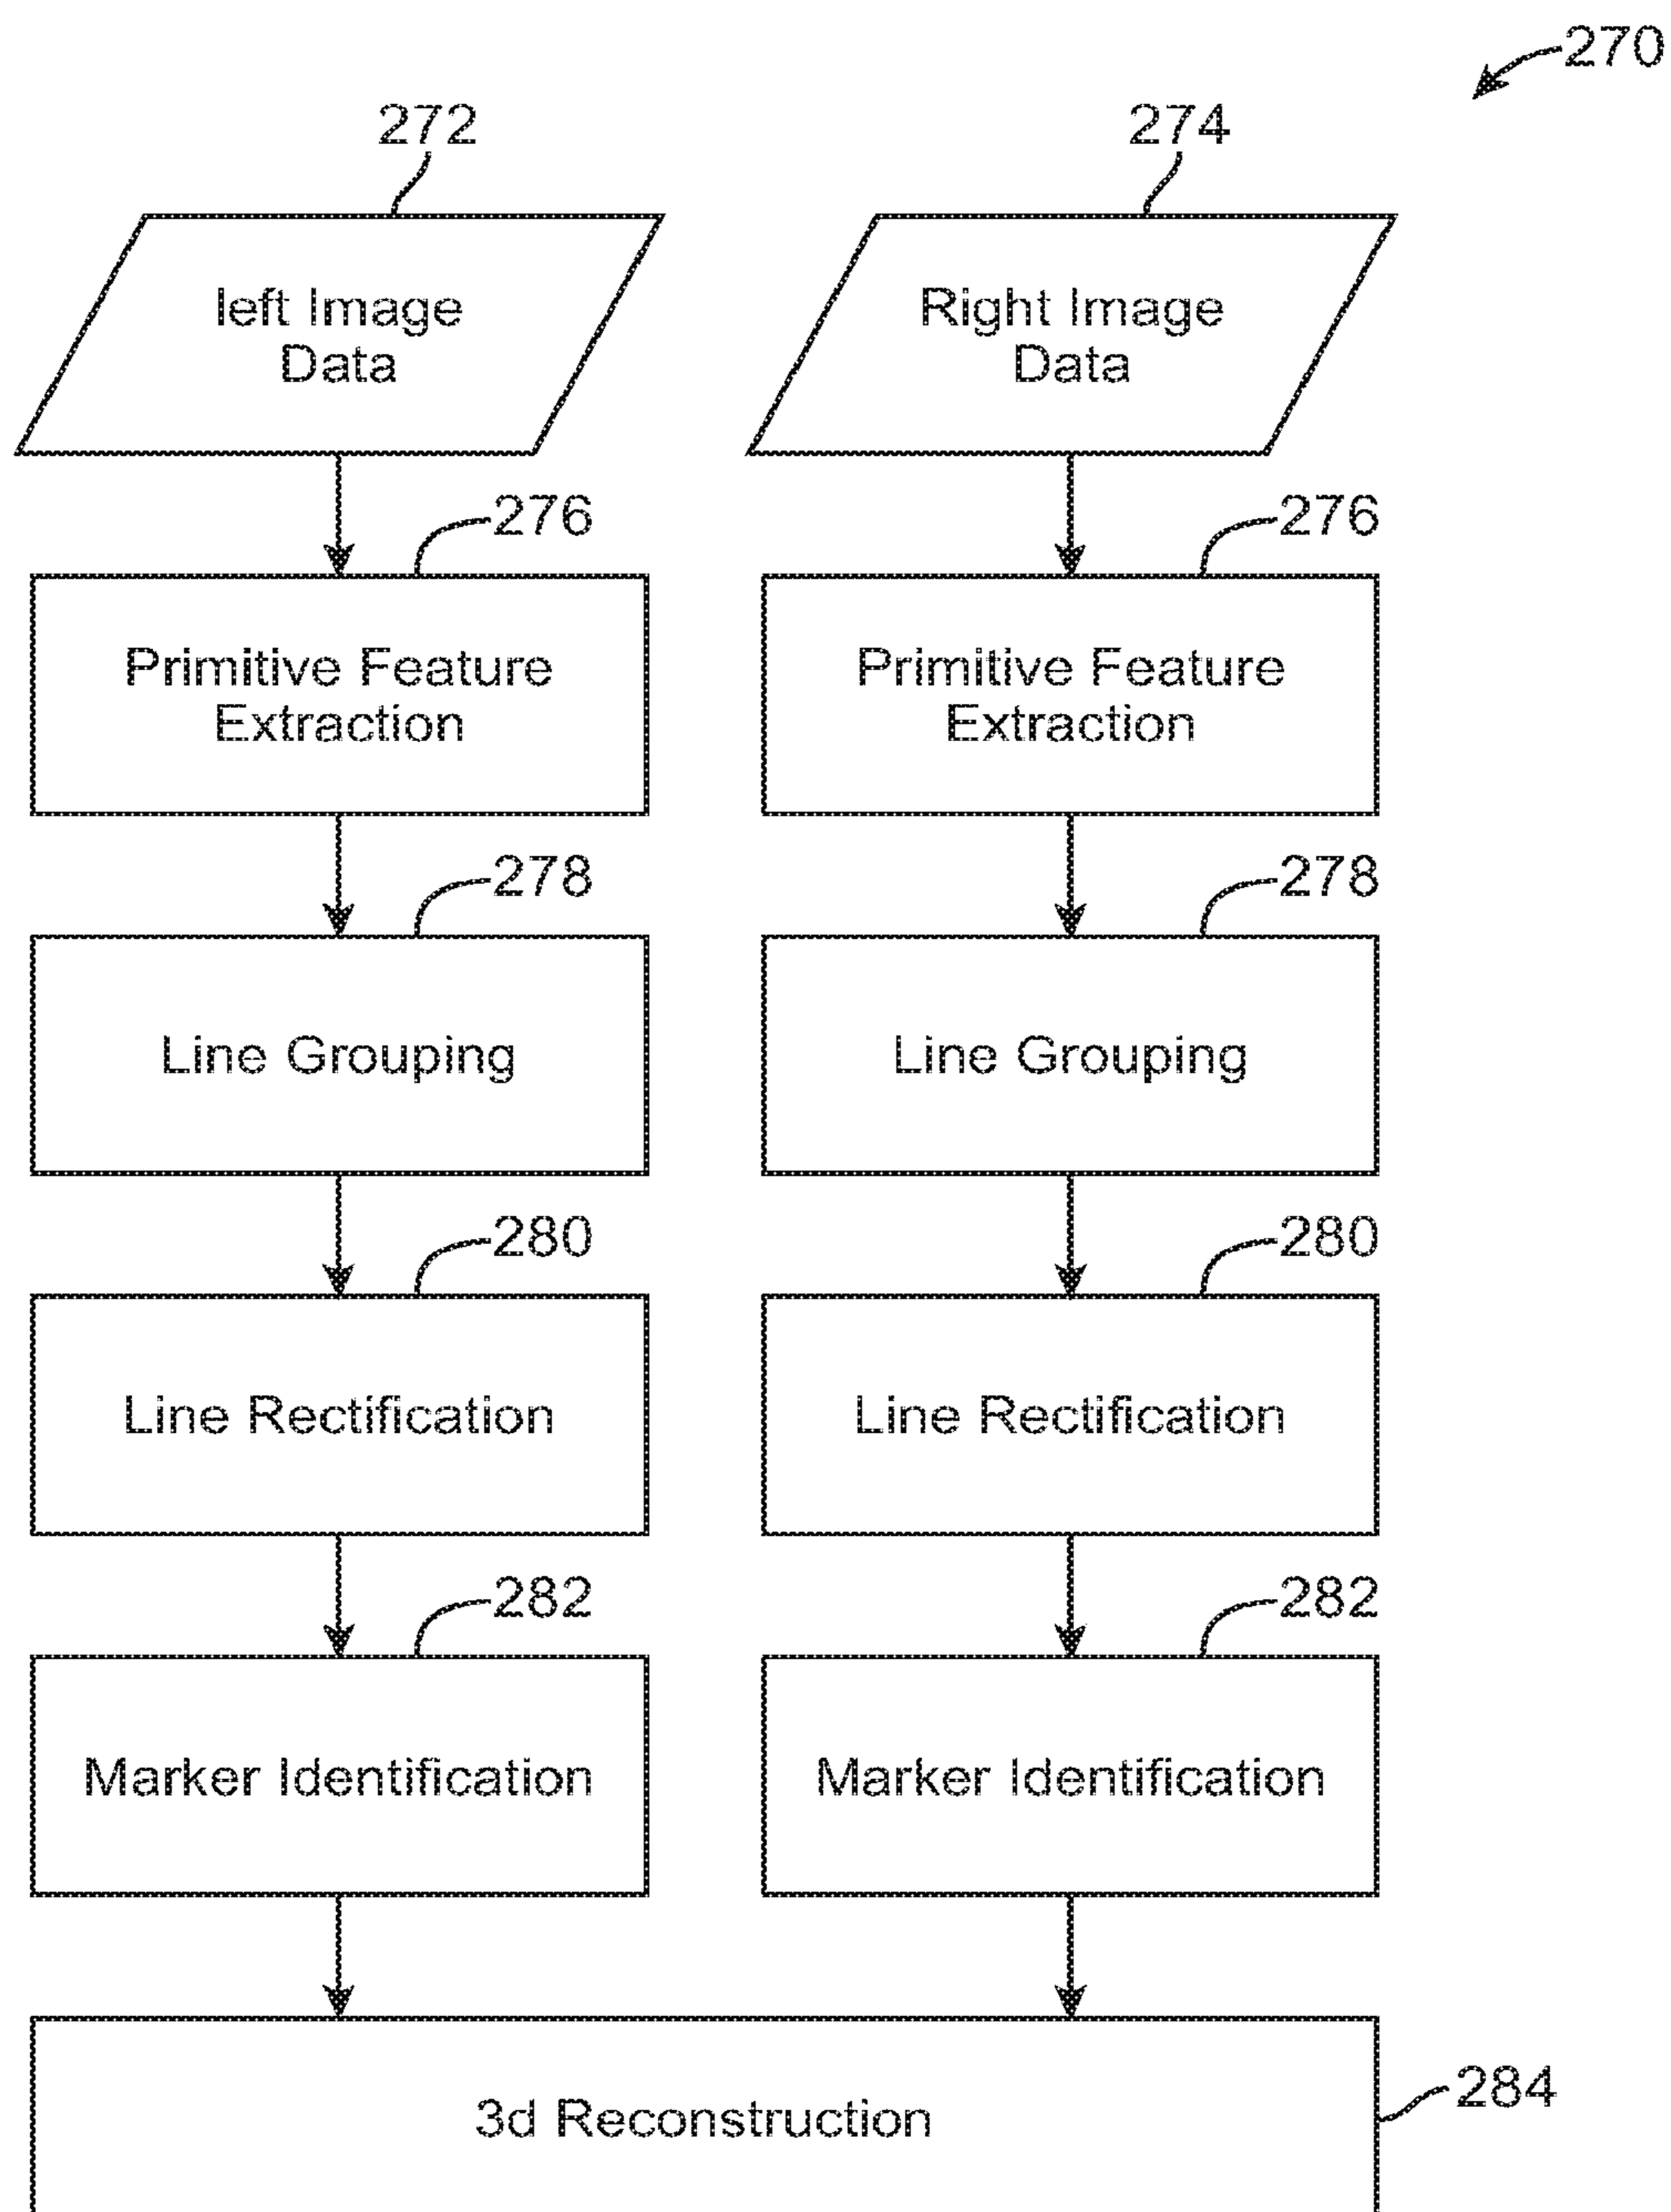 270
272
274
left Image
Data
Right Image
Data
276
276
Primitive Feature
Extraction
Primitive Feature
Extraction
278
278
Line Grouping
Line Grouping
280
280
Line Rectification
Line Rectification
282
282
Marker Identification
Marker Identification
3d Reconstruction
284